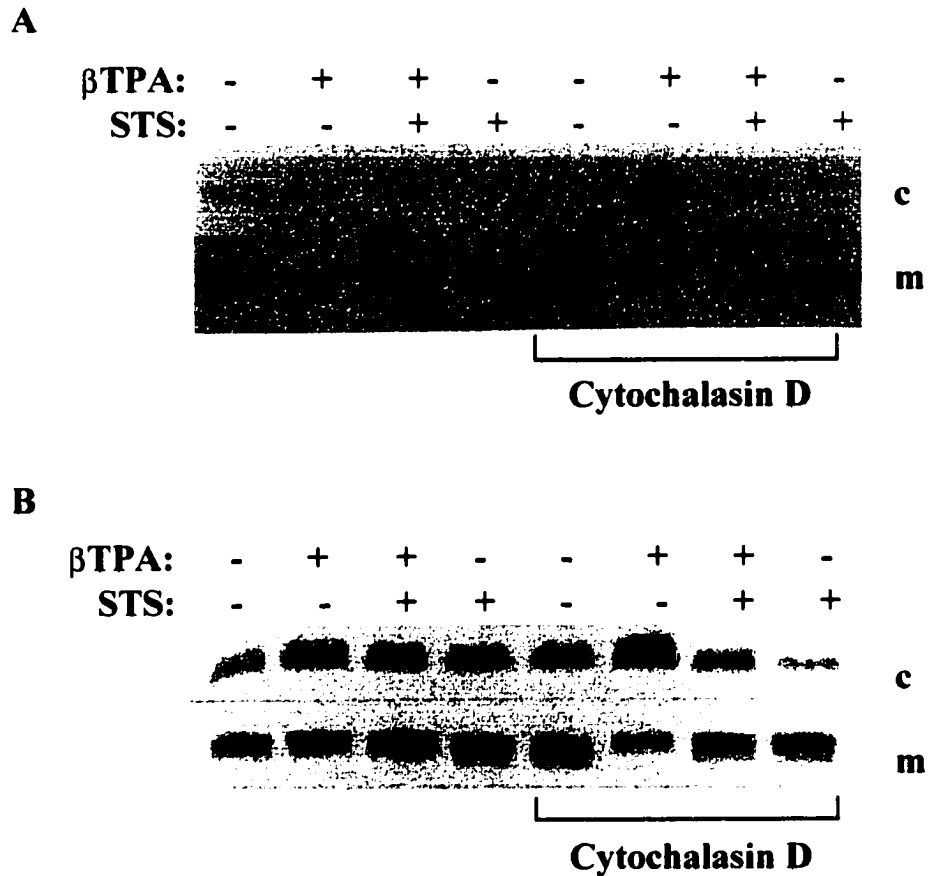 A
βTPA: - + + - - + + -
STS: - - + + - - + +
c
m
Cytochalasin D
B
βTPA: - + + - - + + -
STS: - - + + - - + +
c
m
Cytochalasin D